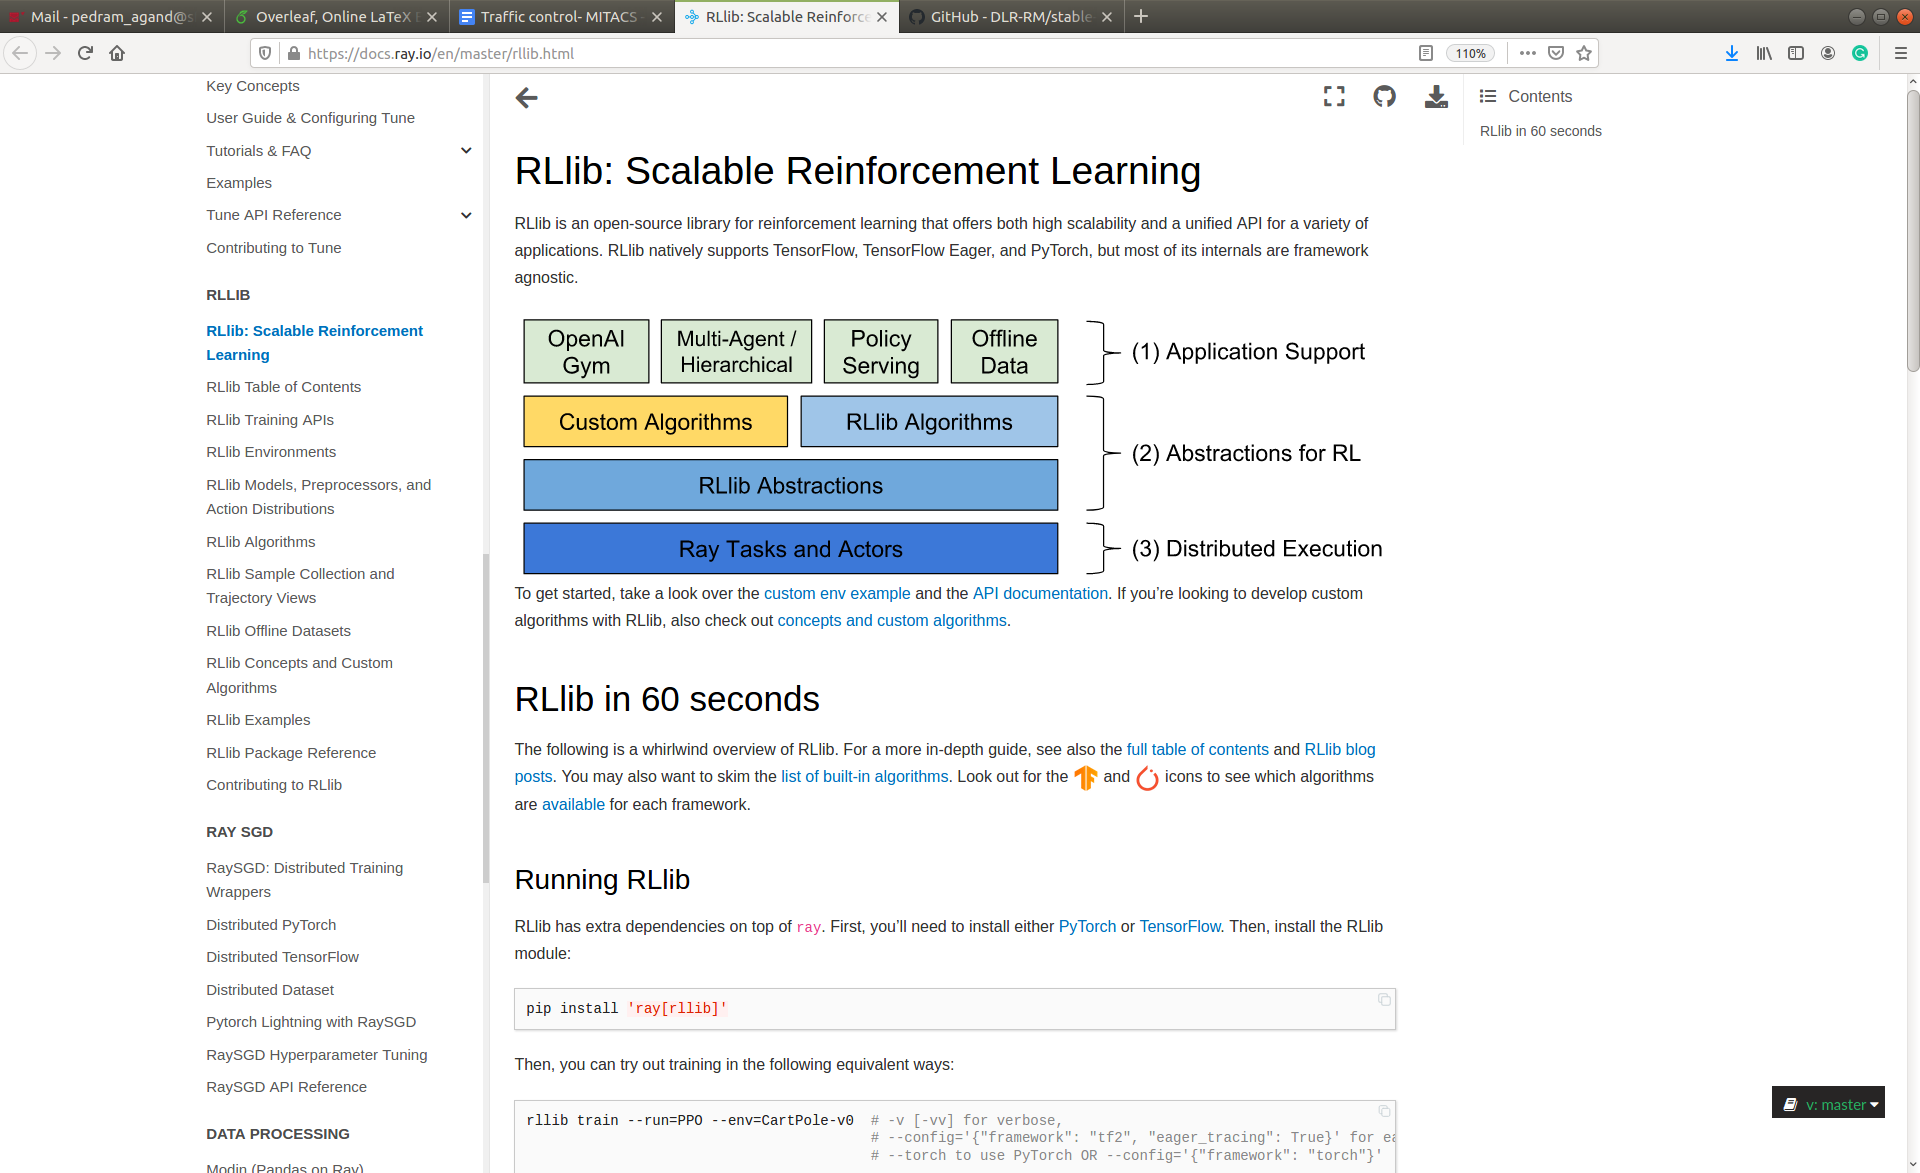 Mail - pedram_agand@s
Overleaf, Online LaTeX E
Traffic control- MITACS -
RLlib: Scalable Reinforce
GitHub - DLR-RM/stable
https://docs.ray.io/en/master/rllib.html
110%
Key Concepts
User Guide & Configuring Tune
Tutorials & FAQ
Examples
Tune API Reference
Contributing to Tune
RLLIB
RLlib: Scalable Reinforcement
Learning
RLlib Table of Contents
RLlib Training APIs
RLlib Environments
RLlib Models, Preprocessors, and
Action Distributions
RLlib Algorithms
RLlib Sample Collection and
Trajectory Views
RLlib Offline Datasets
RLlib Concepts and Custom
Algorithms
RLlib Examples
RLlib Package Reference
Contributing to RLlib
RAY SGD
RaySGD: Distributed Training
Wrappers
Distributed PyTorch
Distributed TensorFlow
Distributed Dataset
Pytorch Lightning with RaySGD
RaySGD Hyperparameter Tuning
RaySGD API Reference
DATA PROCESSING
Modin (Pandas on Ray)
RLlib: Scalable Reinforcement Learning
RLlib is an open-source library for reinforcement learning that offers both high scalability and a unified API for a variety of
applications. RLlib natively supports TensorFlow, TensorFlow Eager, and PyTorch, but most of its internals are framework
agnostic.
OpenAI
Gym
Multi-Agent /
Hierarchical
Policy
Serving
Offline
Data
(1) Application Support
Custom Algorithms
RLlib Algorithms
(2) Abstractions for RL
RLlib Abstractions
Ray Tasks and Actors
(3) Distributed Execution
To get started, take a look over the custom env example and the API documentation. If you’re looking to develop custom
algorithms with RLlib, also check out concepts and custom algorithms.
RLlib in 60 seconds
The following is a whirlwind overview of RLlib. For a more in-depth guide, see also the full table of contents and RLlib blog
posts. You may also want to skim the list of built-in algorithms. Look out for the and icons to see which algorithms
are available for each framework.
Running RLlib
RLlib has extra dependencies on top of ray. First, you’ll need to install either PyTorch or TensorFlow. Then, install the RLlib
module:
pip install 'ray[rllib]'
Then, you can try out training in the following equivalent ways:
rllib train --run=PPO --env=CartPole-v0 # -v [-vv] for verbose,
# --config='{"framework": "tf2", "eager_tracing": True}' for ea
# --torch to use PyTorch OR --config='{"framework": "torch"}'
Contents
RLlib in 60 seconds
v: master